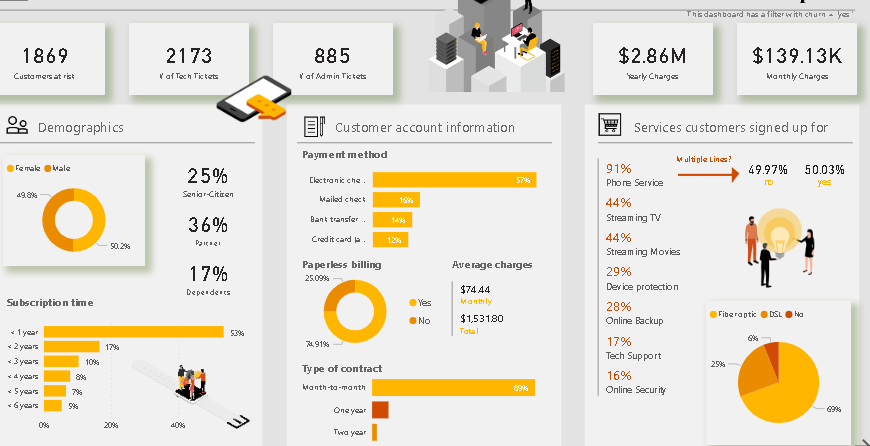 This dashboard has a filter with churn = "yes"
1869
Customers at risk
2173
# of Tech Tickets
885
# of Admin Tickets
$2.86M
Yearly Charges
$139.13K
Monthly Charges
Demographics
Female Male
49.8%
50.2%
25%
Senior-Citizen
36%
Partner
17%
Dependents
Subscription time
< 1 year 53%
< 2 years 17%
< 3 years 10%
< 4 years 8%
< 5 years 7%
< 6 years 5%
0% 20% 40%
Customer account information
Payment method
Electronic che... 57%
Mailed check 16%
Bank transfer ... 14%
Credit card (a... 12%
Paperless billing
25.09%
74.91%
Yes
No
Average charges
$74.44
Monthly
$1,531.80
Total
Type of contract
Month-to-month 89%
One year
Two year
Services customers signed up for
91%
Phone Service
Multiple Lines?
49.97%
no
50.03%
yes
44%
Streaming TV
44%
Streaming Movies
29%
Device protection
28%
Online Backup
17%
Tech Support
16%
Online Security
Fiber optic DSL No
6%
25%
69%